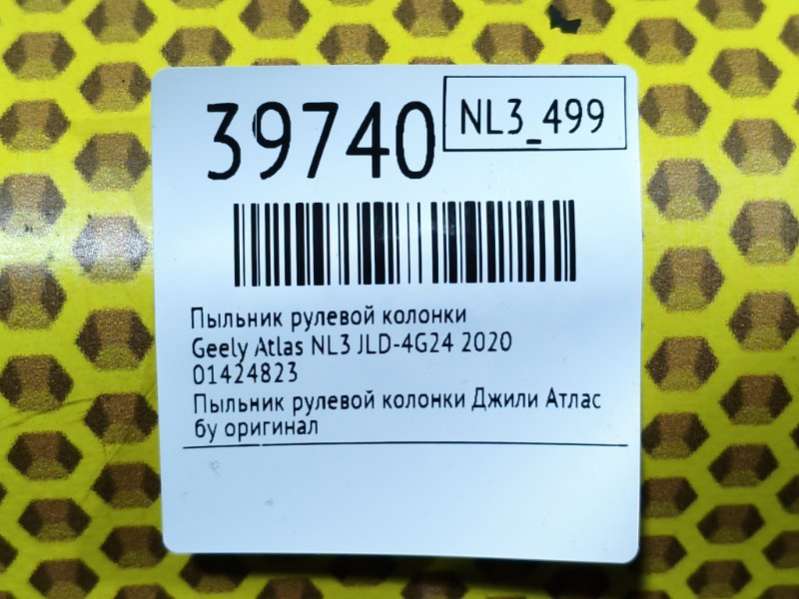 39740
NL3_499
Пыльник рулевой колонки
Geely Atlas NL3 JLD-4G24 2020
01424823
Пыльник рулевой колонки Джили Атлас
бу оригинал